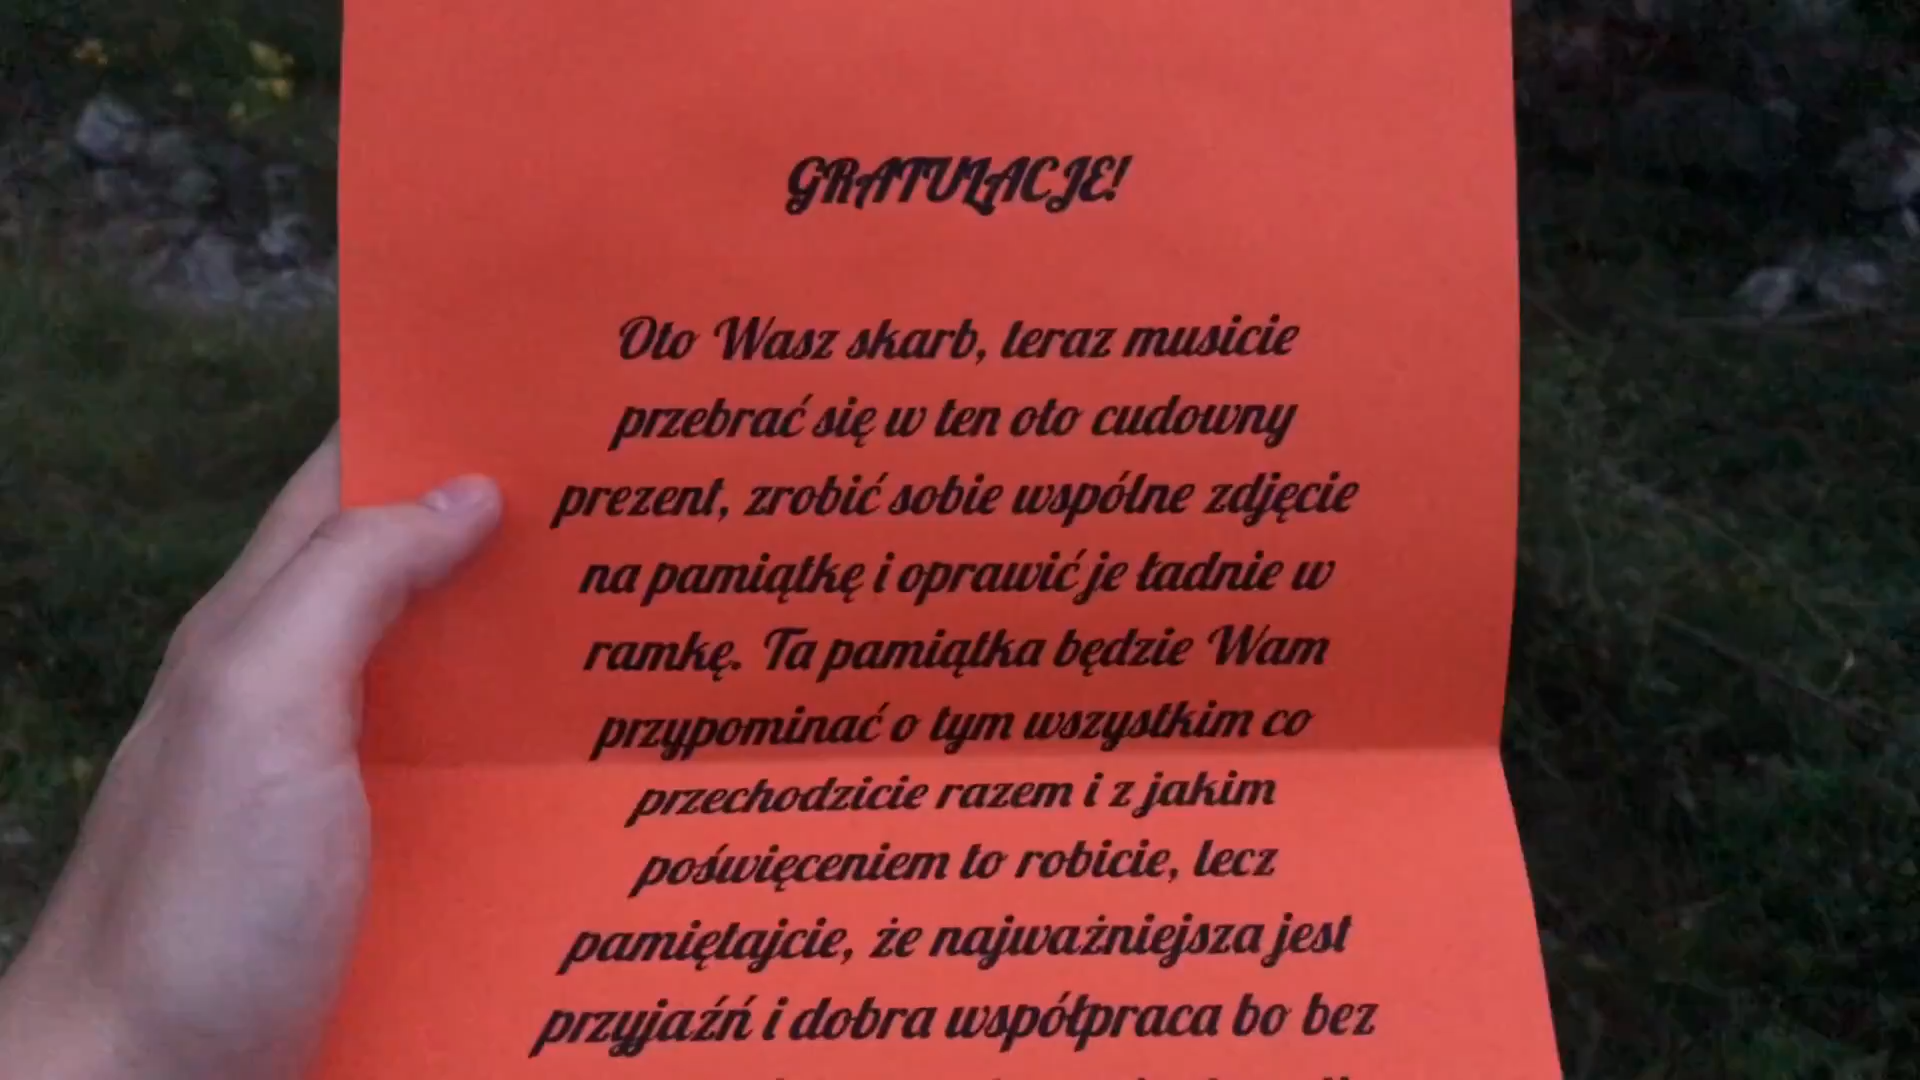 GRATULACJE!
Oto Wasz skarb, teraz musicie
przebrać się w ten oto cudowny
prezent, zrobić sobie wspólne zdjęcie
na pamiątkę i oprawić je ładnie w
ramkę. Ta pamiątka będzie Wam
przypominać o tym wszystkim co
przechodzicie razem i z jakim
poświęceniem to robicie, lecz
pamiętajcie, że najważniejsza jest
przyjaźń i dobra współpraca bo bez